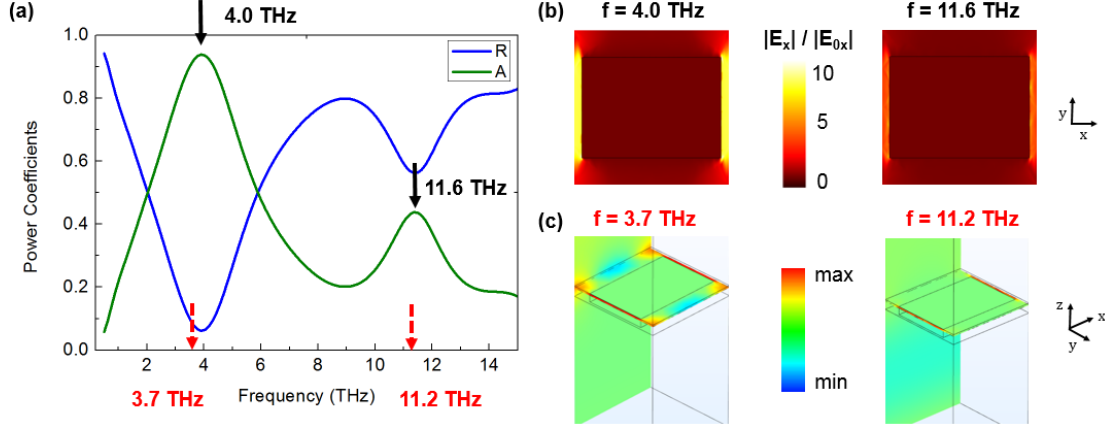 (a)
4.0 THz
1.0
0.8
0.6
0.4
0.2
0.0
Power Coefficients
R
A
11.6 THz
2 4 6 8 10 12 14
3.7 THz
Frequency (THz)
11.2 THz
(b)
f = 4.0 THz
|Ex| / |E0x|
10
5
0
f = 11.6 THz
y
x
(c)
f = 3.7 THz
max
min
f = 11.2 THz
z
x
y